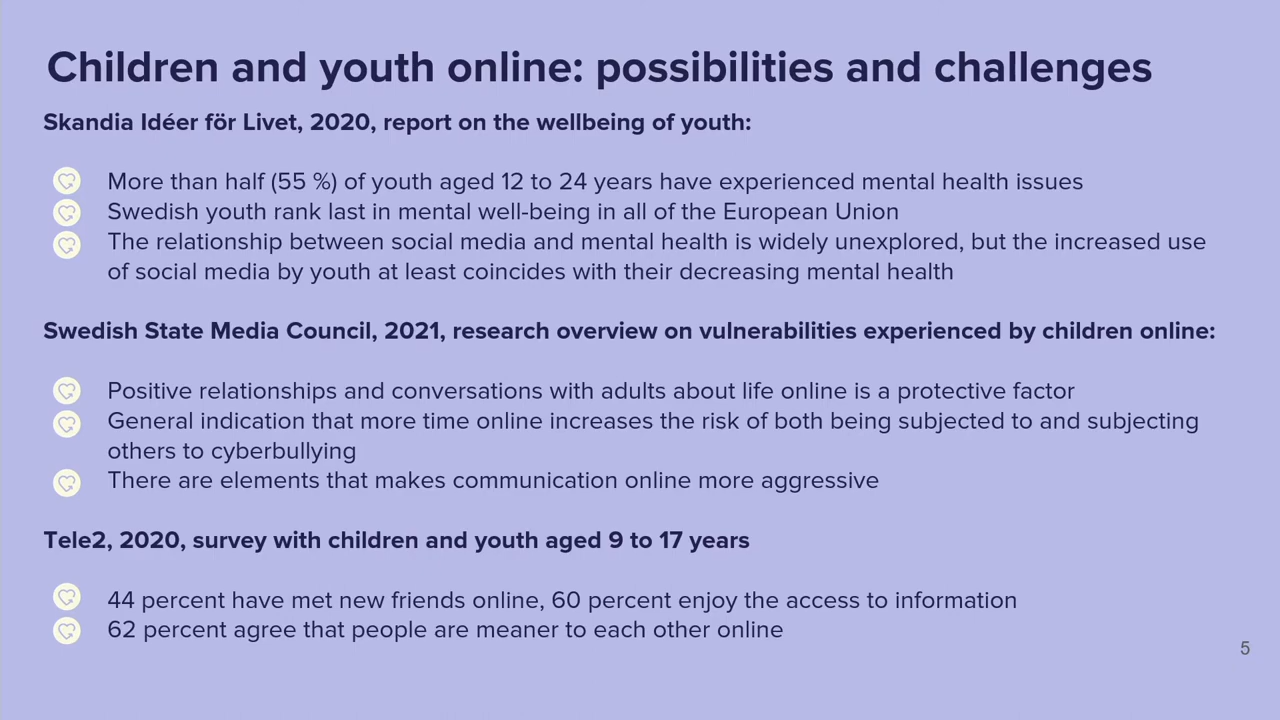 Children and youth online: possibilities and challenges
Skandia Idéer för Livet, 2020, report on the wellbeing of youth:
More than half (55 %) of youth aged 12 to 24 years have experienced mental health issues
Swedish youth rank last in mental well-being in all of the European Union
The relationship between social media and mental health is widely unexplored, but the increased use
of social media by youth at least coincides with their decreasing mental health
Swedish State Media Council, 2021, research overview on vulnerabilities experienced by children online:
Positive relationships and conversations with adults about life online is a protective factor
General indication that more time online increases the risk of both being subjected to and subjecting
others to cyberbullying
There are elements that makes communication online more aggressive
Tele2, 2020, survey with children and youth aged 9 to 17 years
44 percent have met new friends online, 60 percent enjoy the access to information
62 percent agree that people are meaner to each other online
5